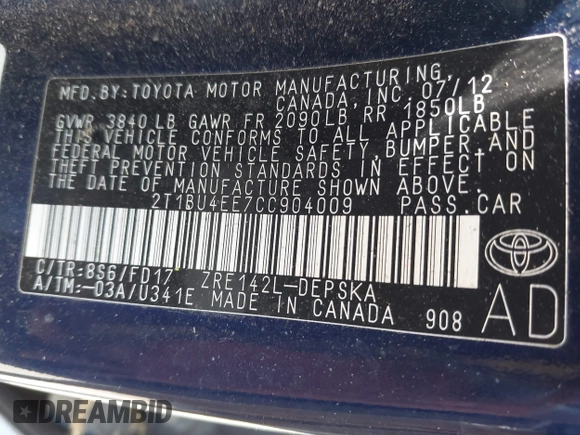 MFD.BY:TOYOTA MOTOR MANUFACTURING,
CANADA,INC. 07/12
GVWR 3840 LB GAWR FR 2090LB RR 1850LB
THIS VEHICLE CONFORMS TO ALL APPLICABLE
FEDERAL MOTOR VEHICLE SAFETY,BUMPER,AND
THEFT PREVENTION STANDARDS IN EFFECT ON
THE DATE OF MANUFACTURE SHOWN ABOVE.
2T1BU4EE7CC904009 PASS.CAR
C/TR:8S6/FD17 ZRE142L-DEPSKA
A/TM:-03A/U341E MADE IN CANADA 908
TOYOTA
AD
DREAMBID